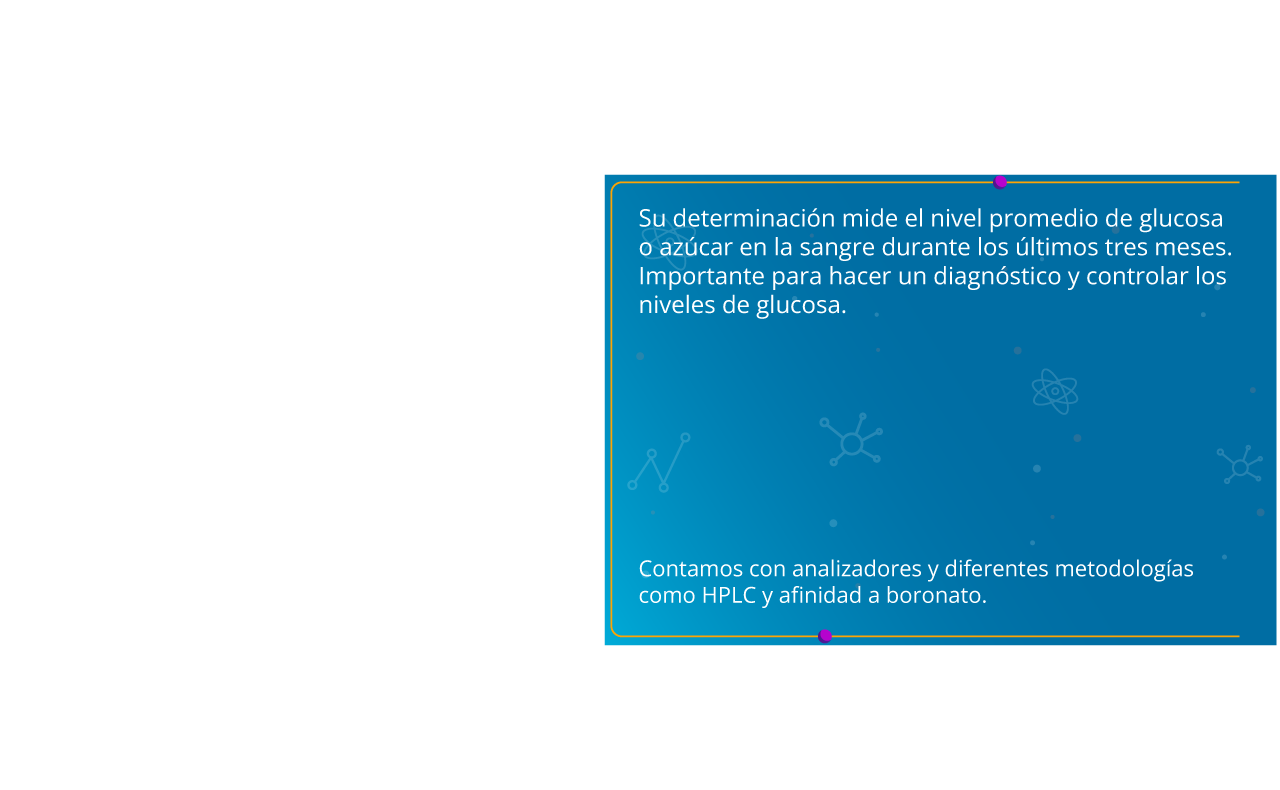 Su determinación mide el nivel promedio de glucosa
o azúcar en la sangre durante los últimos tres meses.
Importante para hacer un diagnóstico y controlar los
niveles de glucosa.
Contamos con analizadores y diferentes metodologías
como HPLC y afinidad a boronato.